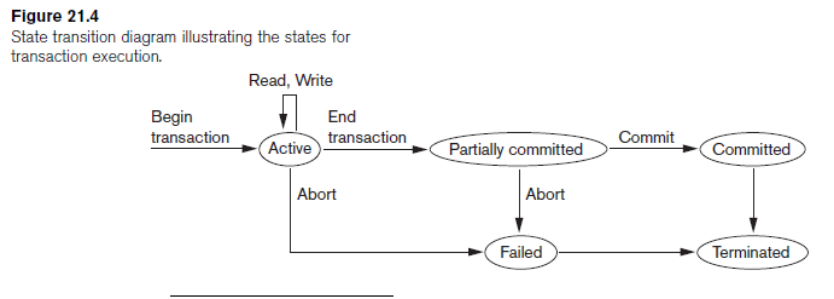 Figure 21.4
State transition diagram illustrating the states for
transaction execution.
Read, Write
Begin
transaction
End
transaction
Active
Partially committed
Commit
Committed
Abort
Abort
Failed
Terminated